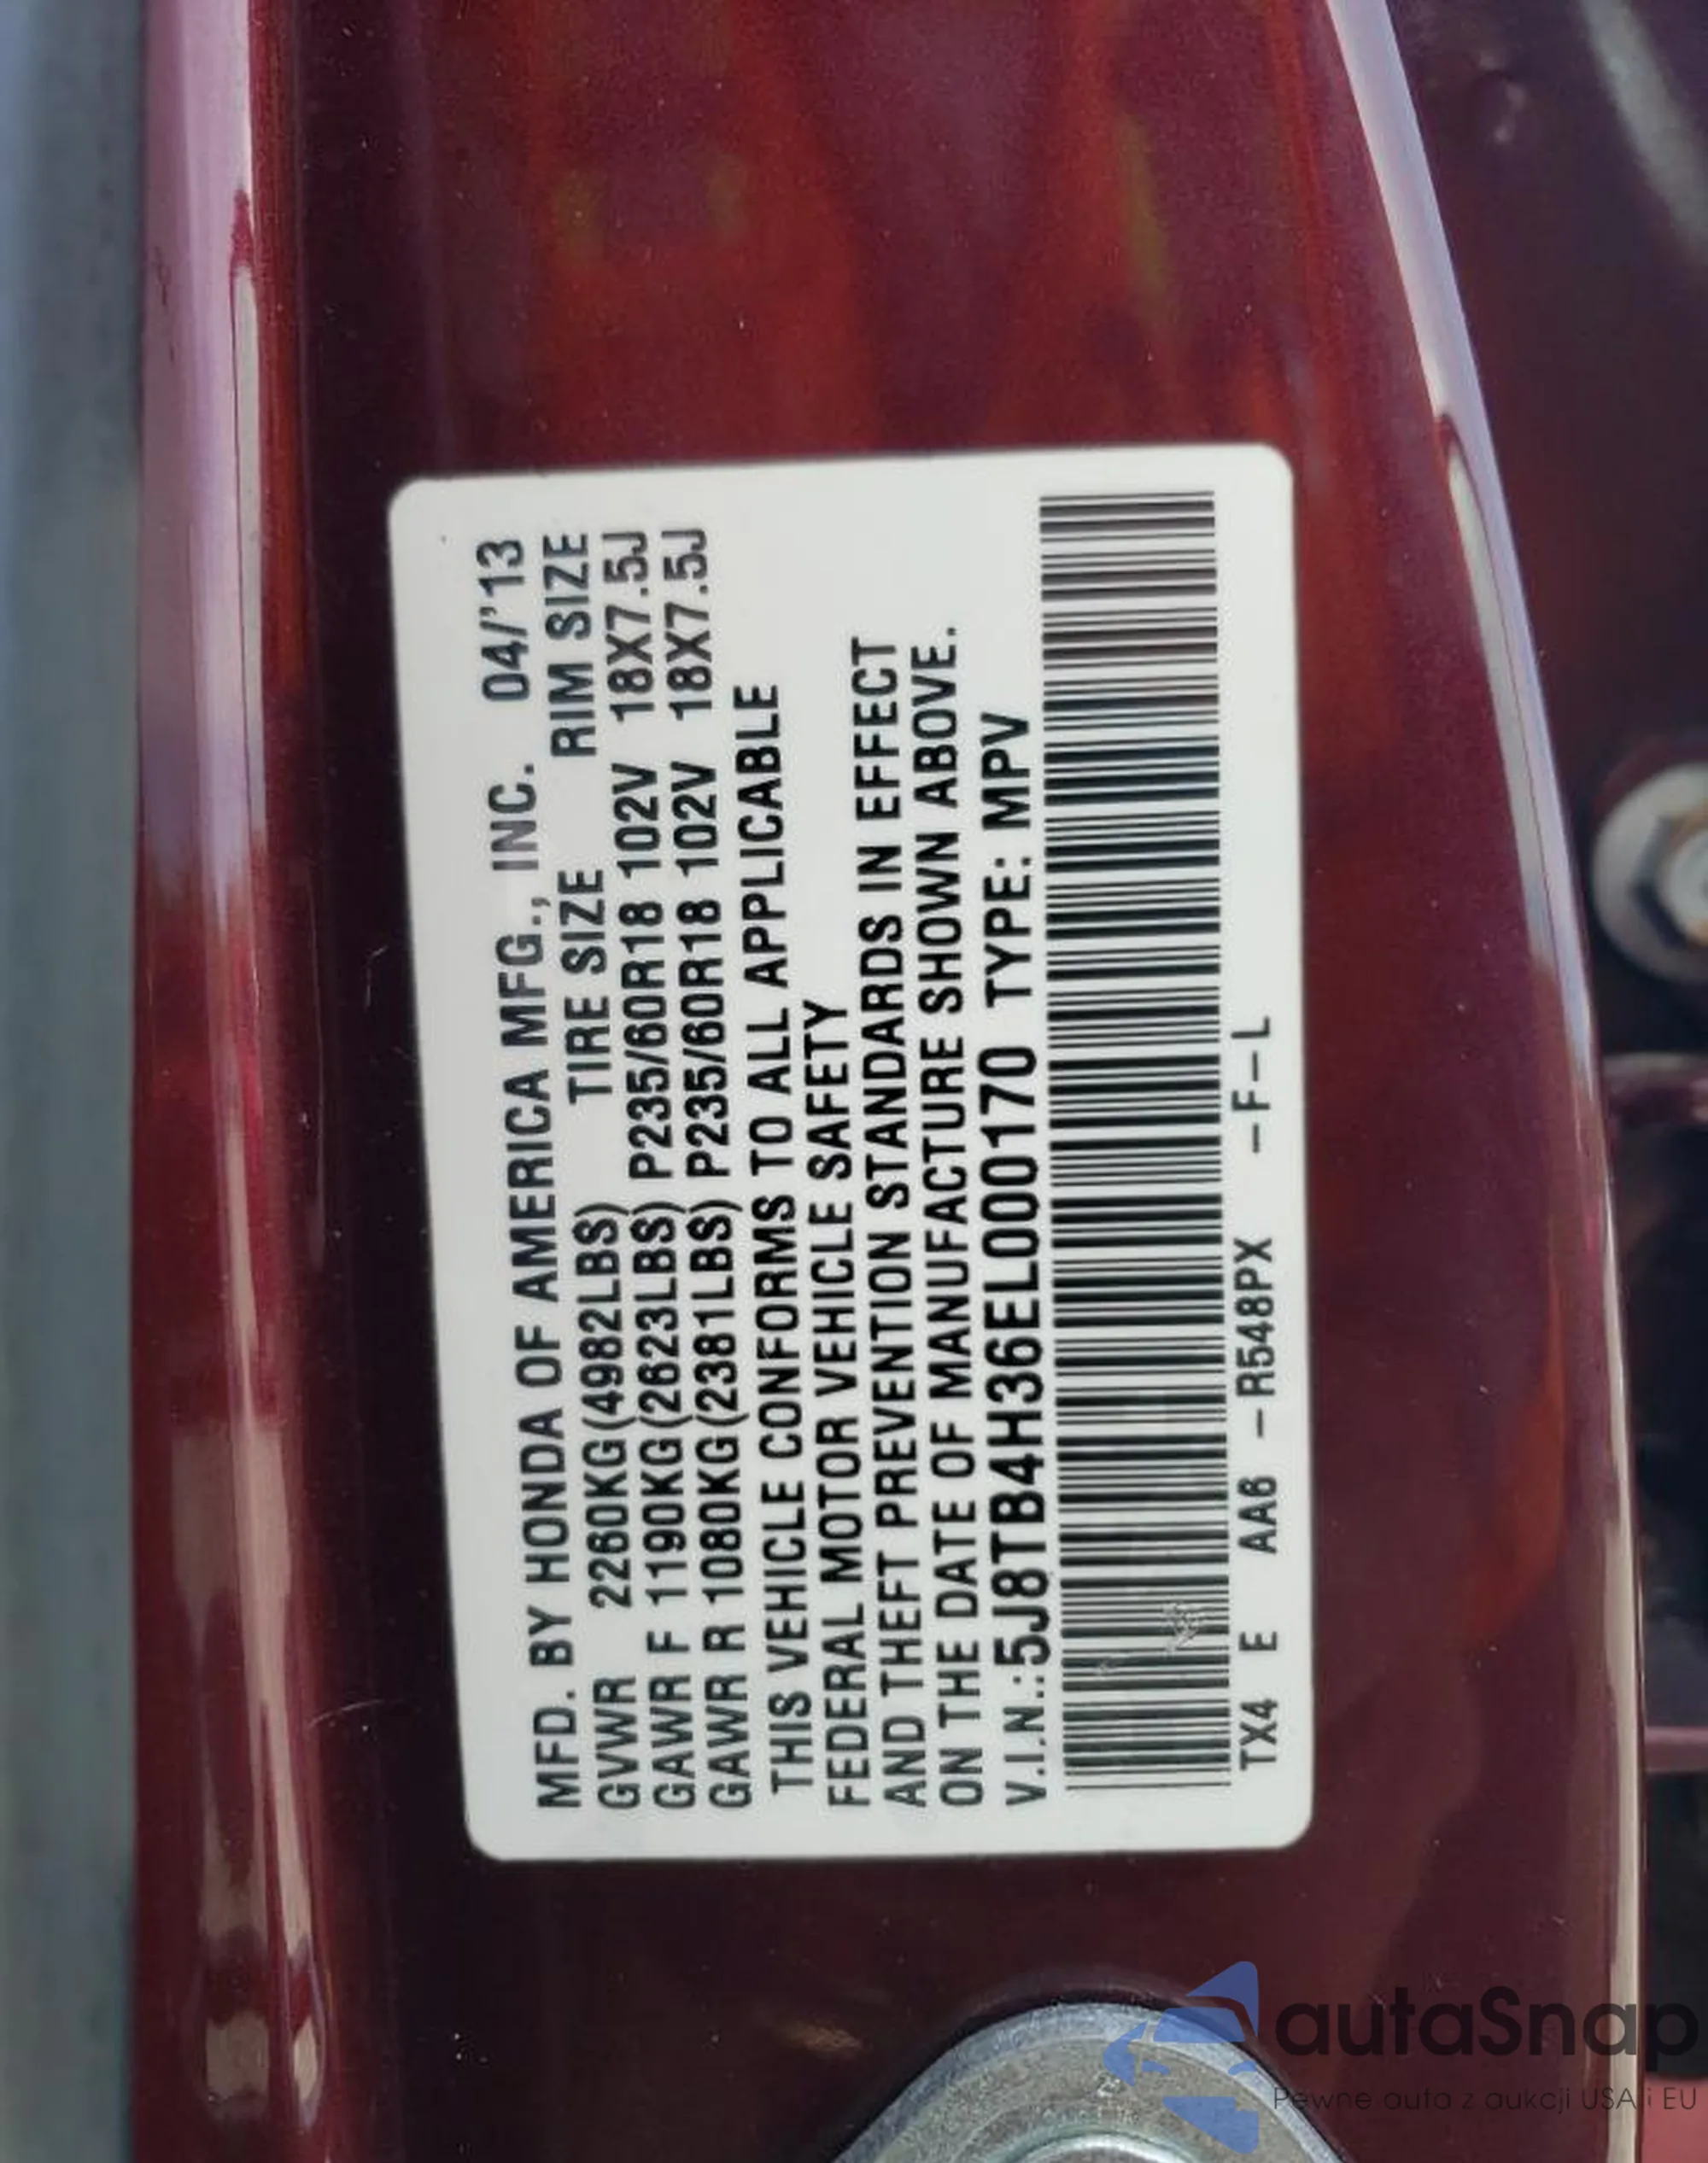 MFD. BY HONDA OF AMERICA MFG., INC. 04/'13
GVWR 2260KG(4982LBS) TIRE SIZE RIM SIZE
GAWR F 1190KG(2623LBS) P235/60R18 102V 18X7.5J
GAWR R 1080KG(2381LBS) P235/60R18 102V 18X7.5J
THIS VEHICLE CONFORMS TO ALL APPLICABLE
FEDERAL MOTOR VEHICLE SAFETY
AND THEFT PREVENTION STANDARDS IN EFFECT
ON THE DATE OF MANUFACTURE SHOWN ABOVE.
V.I.N.:5J8TB4H36EL000170 TYPE: MPV
TX4 E AA6 -R548PX -F-L
autaSnap
Pewne auta z aukcji USA i EU